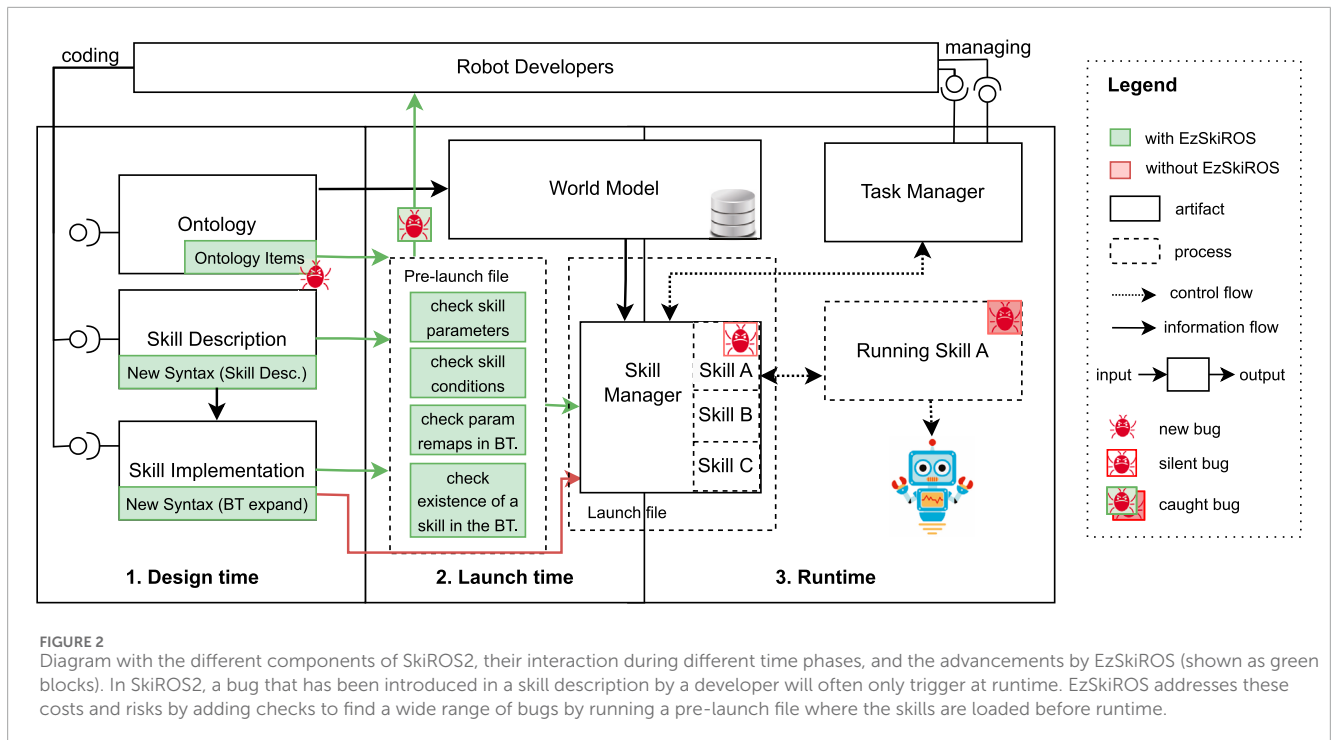 coding
Robot Developers
managing
Ontology
Ontology Items
Skill Description
New Syntax (Skill Desc.)
Skill Implementation
New Syntax (BT expand)
1. Design time
World Model
Pre-launch file
check skill
parameters
check skill
conditions
check param
remaps in BT.
check
existence of a
skill in the BT.
2. Launch time
Skill
Manager
Skill A
Skill B
Skill C
Launch file
Task Manager
Running Skill A
3. Runtime
Legend
with EzSkiROS
without EzSkiROS
artifact
process
control flow
information flow
input
output
new bug
silent bug
caught bug
FIGURE 2
Diagram with the different components of SkiROS2, their interaction during different time phases, and the advancements by EzSkiROS (shown as green
blocks). In SkiROS2, a bug that has been introduced in a skill description by a developer will often only trigger at runtime. EzSkiROS addresses these
costs and risks by adding checks to find a wide range of bugs by running a pre-launch file where the skills are loaded before runtime.